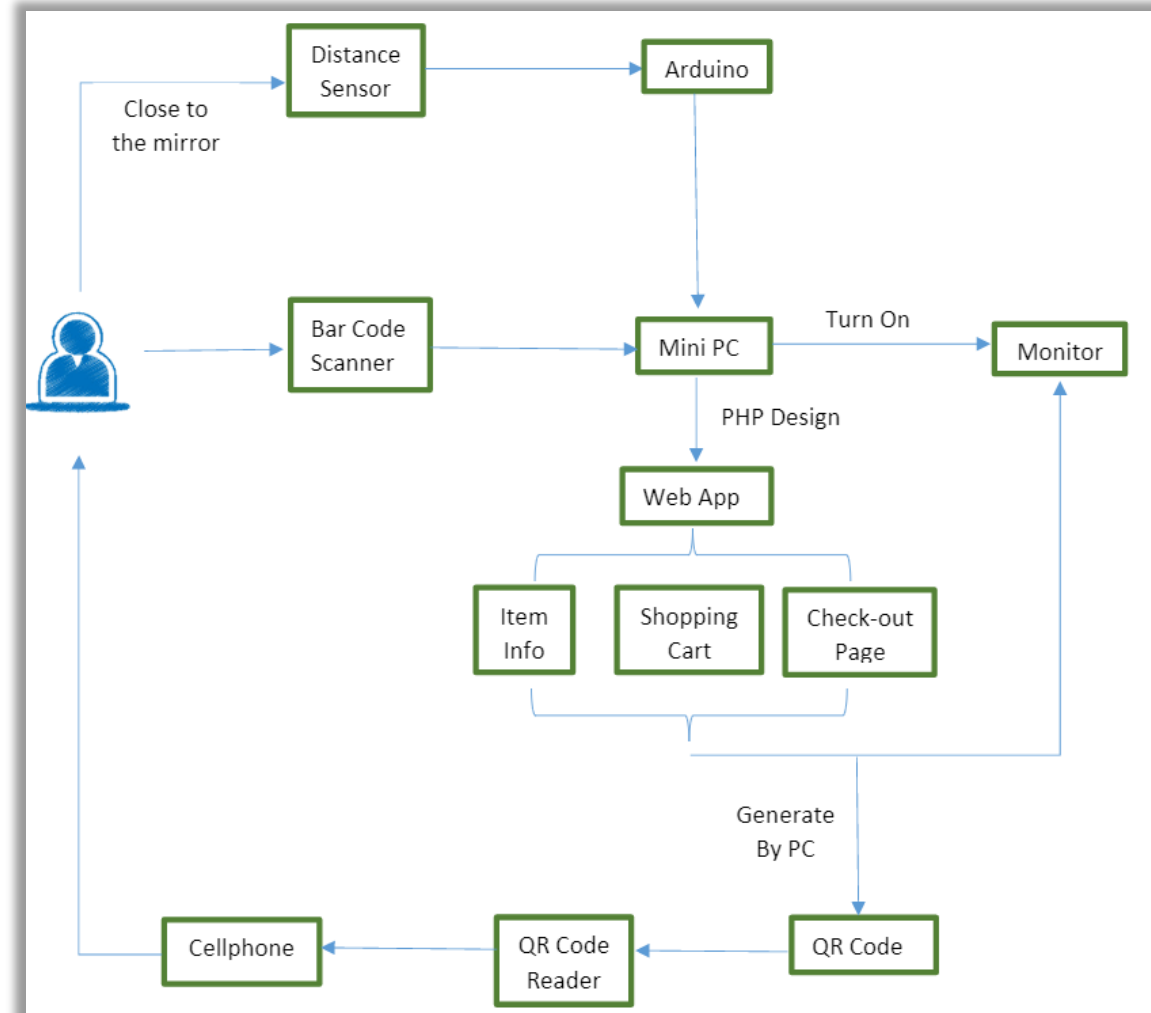 Distance
Sensor
Arduino
Close to
the mirror
Bar Code
Scanner
Mini PC
Turn On
Monitor
PHP Design
Web App
Item
Info
Shopping
Cart
Check-out
Page
Generate
By PC
Cellphone
QR Code
Reader
QR Code